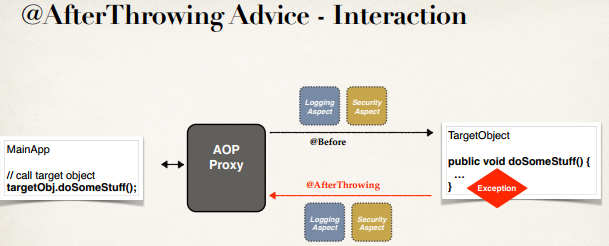 @AfterThrowing Advice - Interaction
Logging
Aspect
Security
Aspect
MainApp
// call target object
targetObj.doSomeStuff();
AOP
Proxy
@Before
@AfterThrowing
TargetObject
public void doSomeStuff() {
...
}
Exception
Logging
Aspect
Security
Aspect